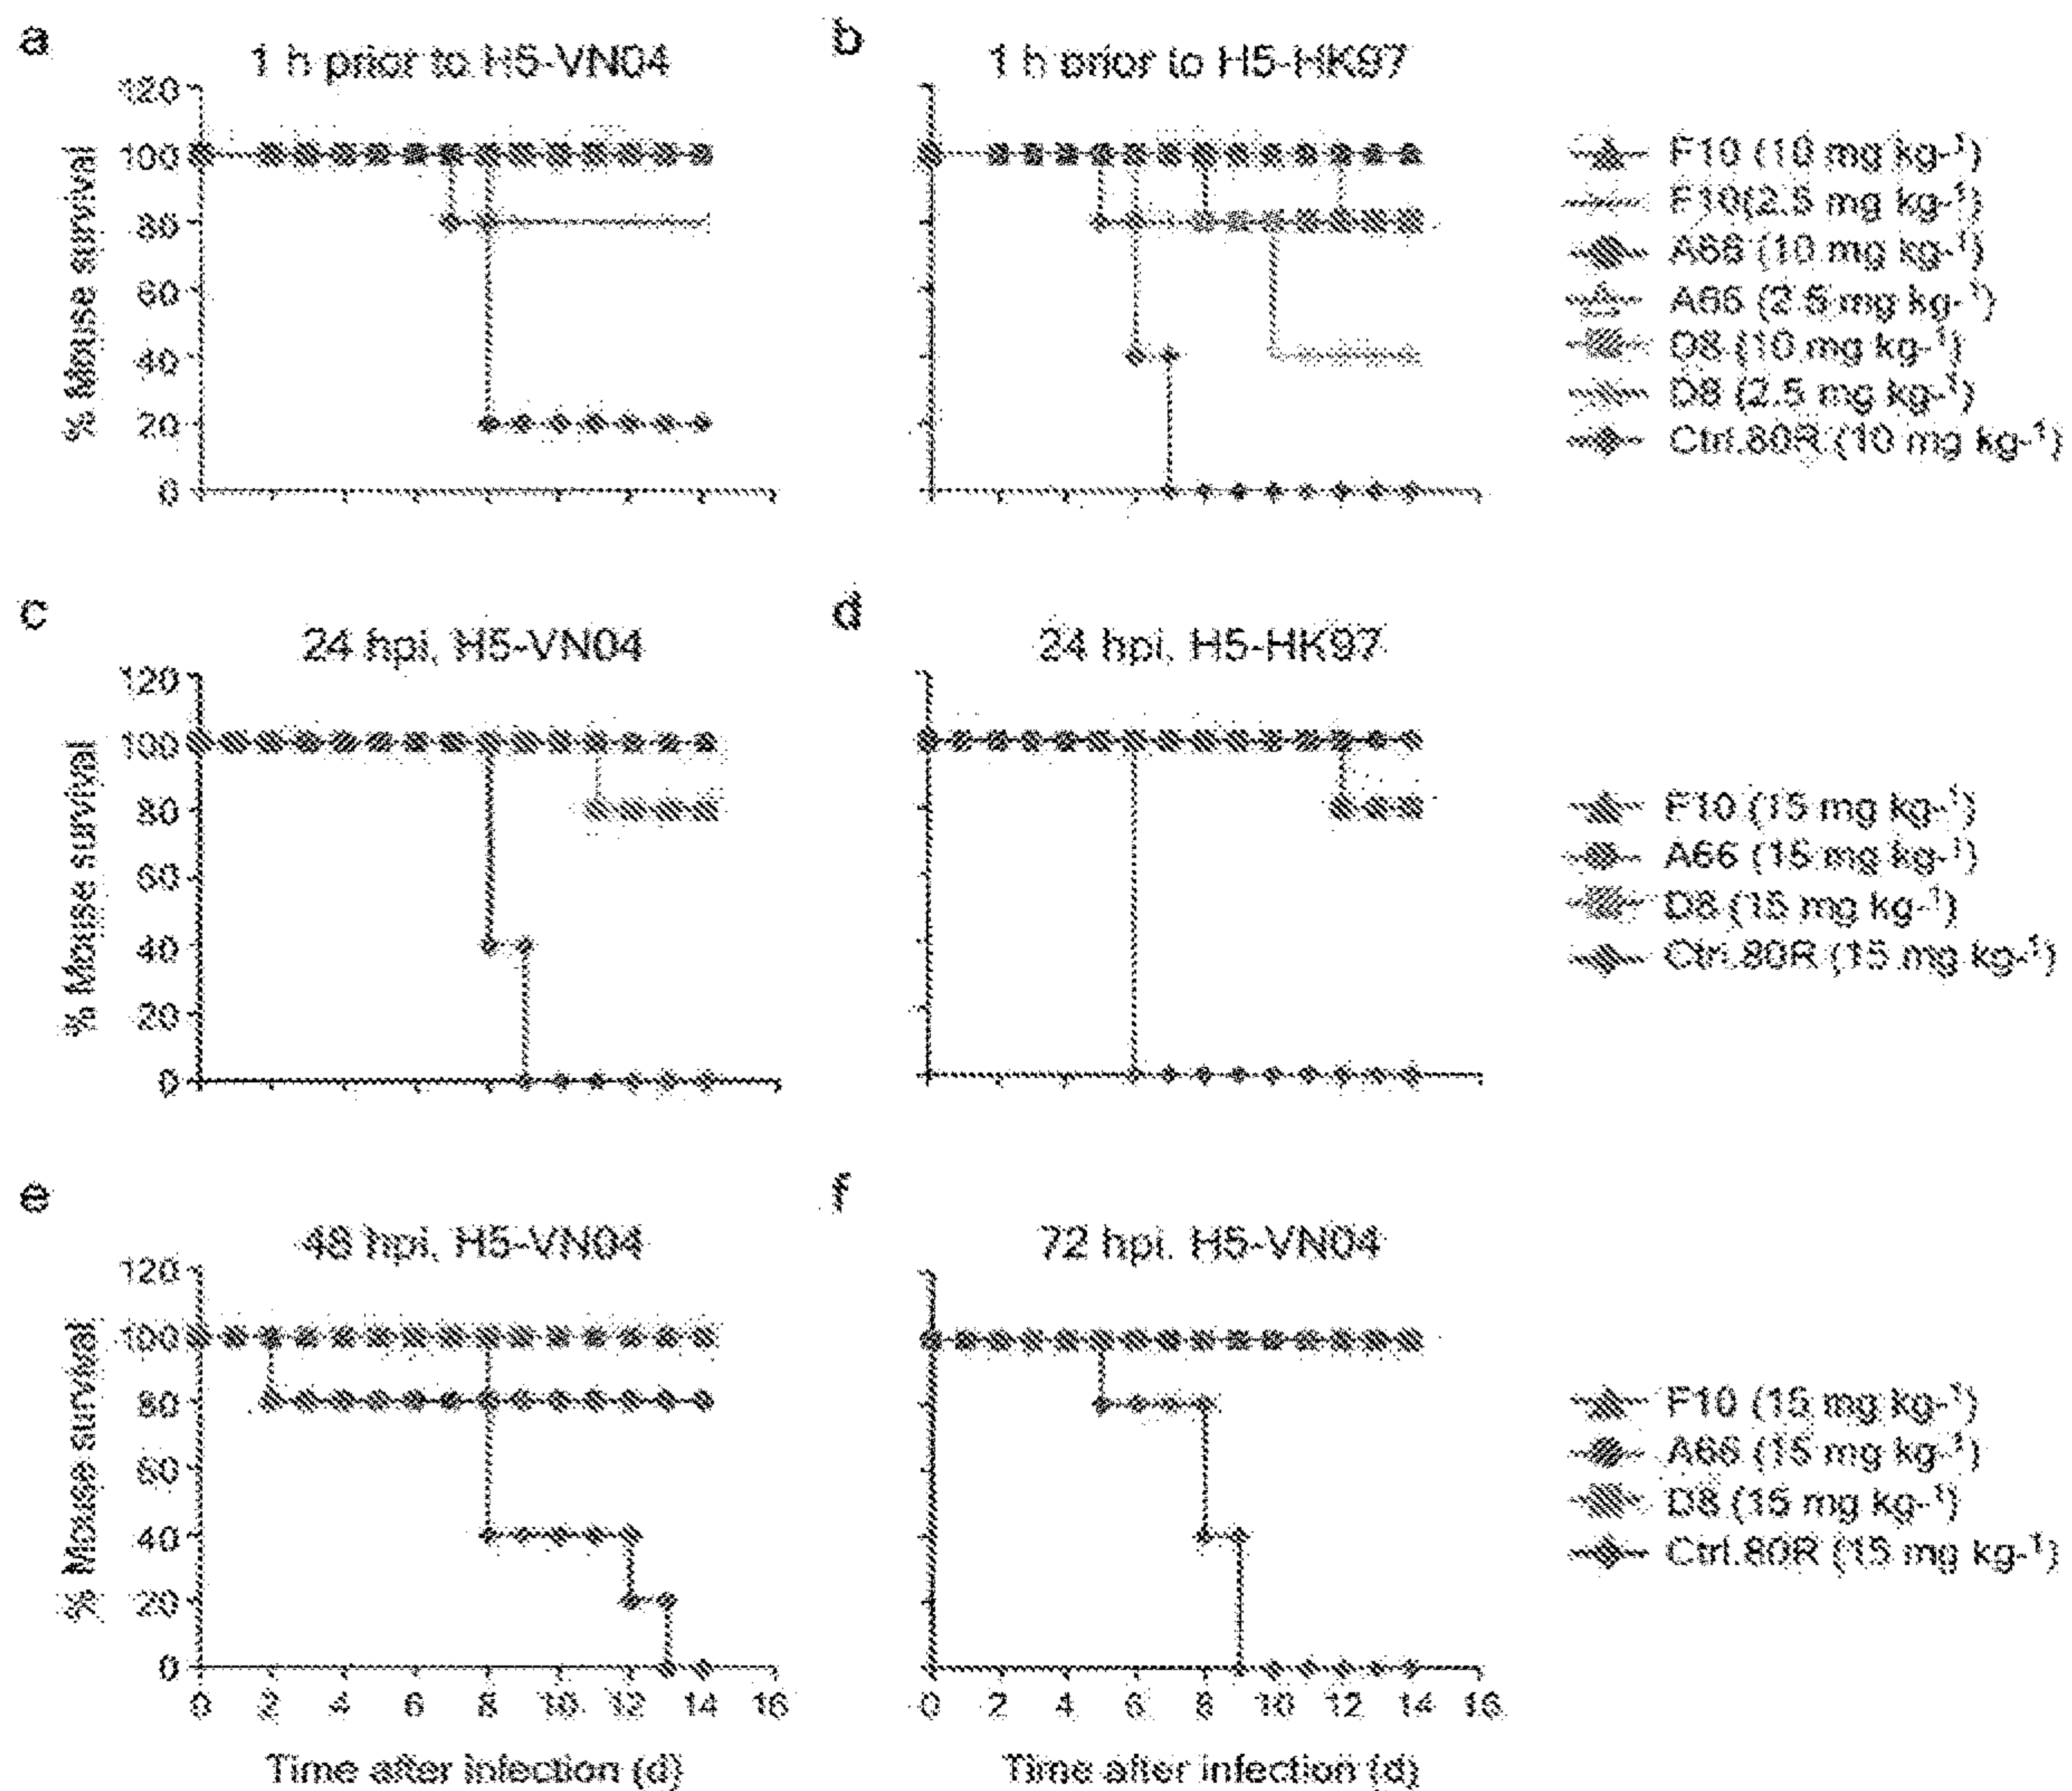 a
1 h prior to H5-VN04
120
100
80
60
40
20
0
% Mouse survival
b
1 h prior to H5-HK97
F10 (10 mg kg-1)
F10(2.5 mg kg-1)
A66 (10 mg kg-1)
A66 (2.5 mg kg-1)
D8 (10 mg kg-1)
D8 (2.5 mg kg-1)
Ctrl.80R (10 mg kg-1)
c
24 hpi, H5-VN04
120
100
80
60
40
20
0
% Mouse survival
d
24 hpi, H5-HK97
F10 (15 mg kg-1)
A66 (15 mg kg-1)
D8 (15 mg kg-1)
Ctrl.80R (15 mg kg-1)
e
48 hpi, H5-VN04
120
100
80
60
40
20
0
% Mouse survival
0 2 4 6 8 10 12 14 16
Time after infection (d)
f
72 hpi. H5-VN04
0 2 4 6 8 10 12 14 16
Time after infection (d)
F10 (15 mg kg-1)
A66 (15 mg kg-1)
D8 (15 mg kg-1)
Ctrl.80R (15 mg kg-1)